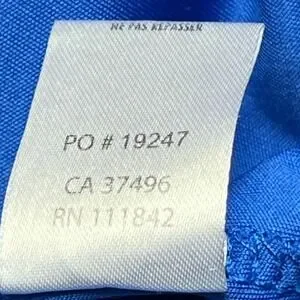 NE PAS REPASSER
PO # 19247
CA 37496
RN 111842